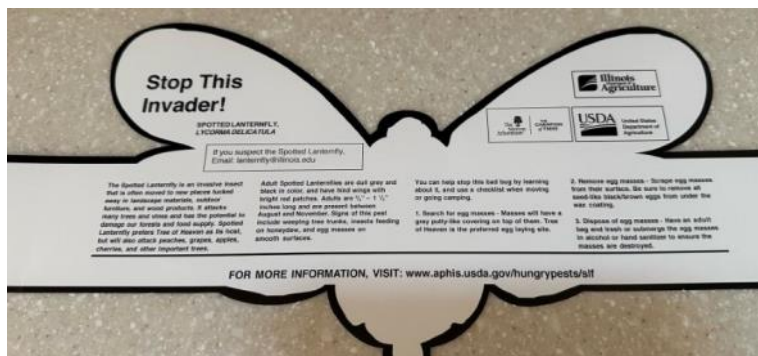 Stop This
Invader!
SPOTTED LANTERNFLY,
LYCORMA DELICATULA
Illinois
Agriculture
The
Morton
Arboretum
THE
CHAMPION
of TREES
USDA
United States
Department of
Agriculture
If you suspect the Spotted Lanternfly,
Email: lanternfly@illinois.edu
The Spotted Lanternfly is an invasive insect
that is often moved to new places tucked
away in landscape materials, outdoor
furniture, and wood products. It attacks
many trees and vines and has the potential to
damage our forests and food supply. Spotted
Lanternfly prefers Tree of Heaven as its host,
but will also attack peaches, grapes, apples,
cherries, and other important trees.
Adult Spotted Lanternflies are dull grey and
black in color, and have hind wings with
bright red patches. Adults are ¾" – 1 ¼"
inches long and are present between
August and November. Signs of this pest
include weeping tree trunks, insects feeding
on honeydew, and egg masses on
smooth surfaces.
You can help stop this bad bug by learning
about it, and use a checklist when moving
or going camping.
1. Search for egg masses - Masses will have a
grey putty-like covering on top of them. Tree
of Heaven is the preferred egg laying site.
2. Remove egg masses - Scrape egg masses
from their surface. Be sure to remove all
seed-like black/brown eggs from under the
wax coating.
3. Dispose of egg masses - Have an adult
bag and trash or submerge the egg masses
in alcohol or hand sanitizer to ensure the
masses are destroyed.
FOR MORE INFORMATION, VISIT: www.aphis.usda.gov/hungrypests/slf